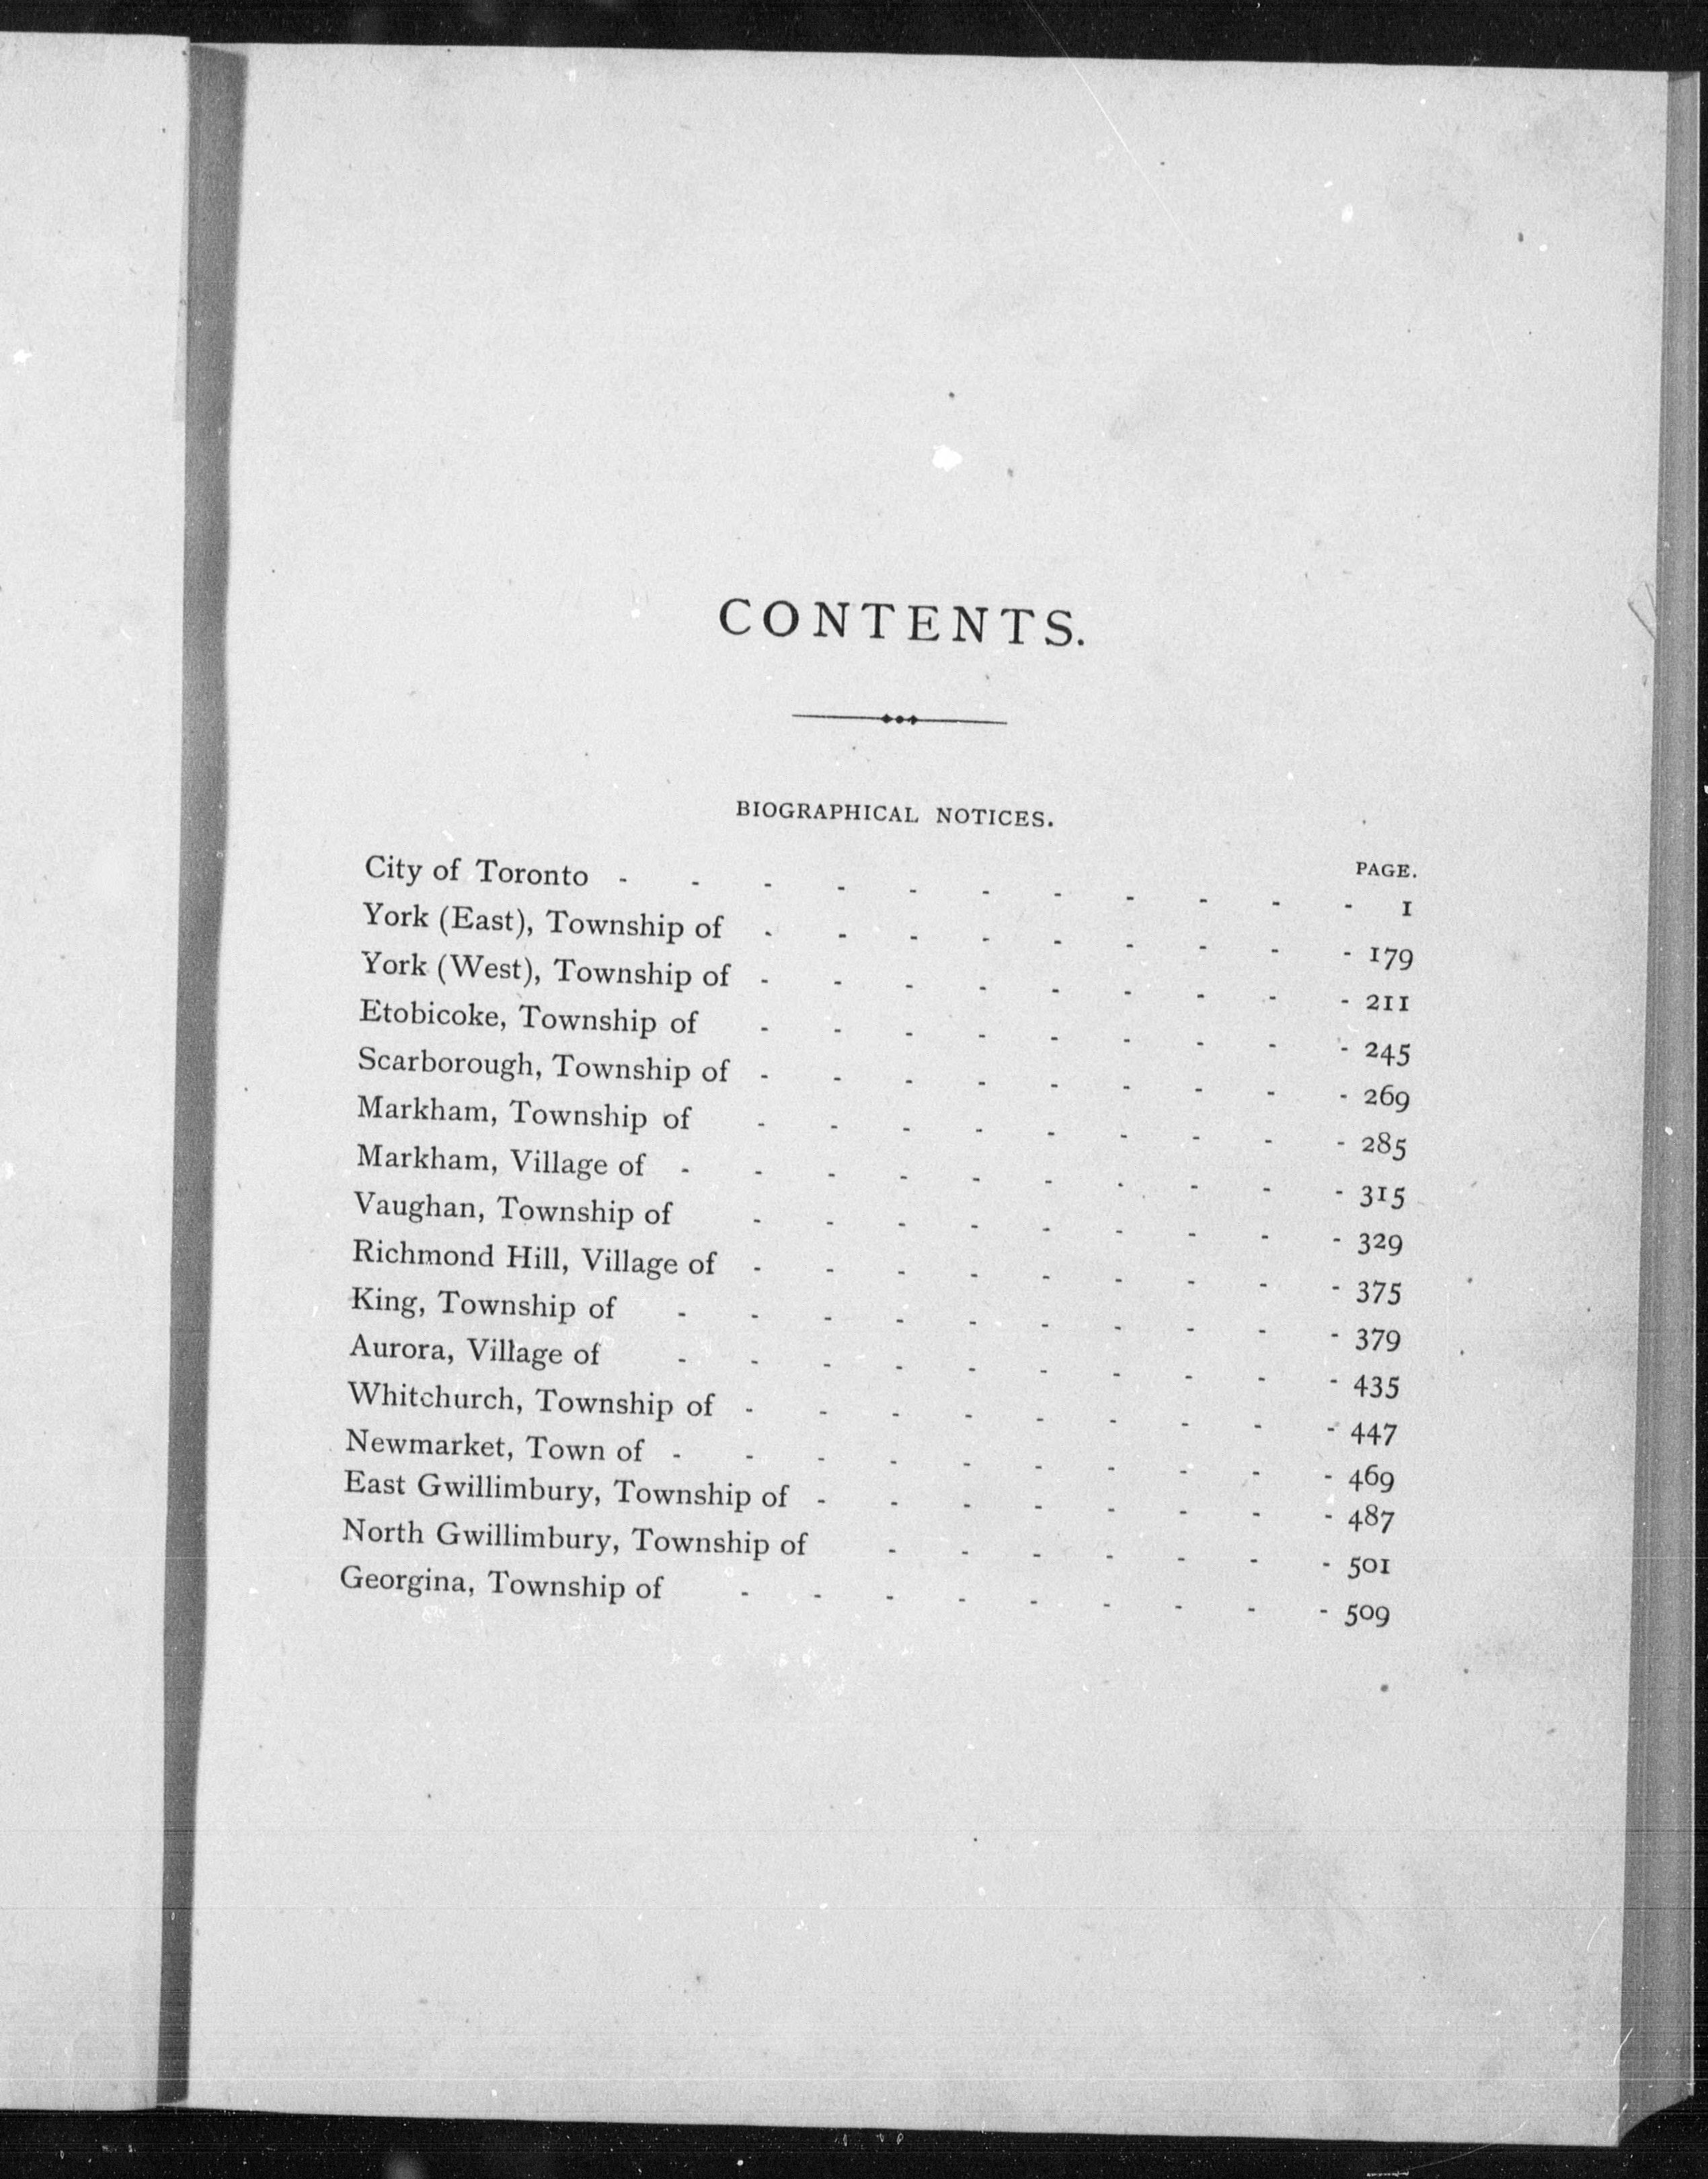 CONTENTS.
BIOGRAPHICAL NOTICES.
PAGE.
City of Toronto - - - - - - - - - - - 1
York (East), Township of - - - - - - - - - 179
York (West), Township of - - - - - - - - - 211
Etobicoke, Township of - - - - - - - - - 245
Scarborough, Township of - - - - - - - - - 269
Markham, Township of - - - - - - - - - 285
Markham, Village of - - - - - - - - - - 315
Vaughan, Township of - - - - - - - - - 329
Richmond Hill, Village of - - - - - - - - - 375
King, Township of - - - - - - - - - - 379
Aurora, Village of - - - - - - - - - - 435
Whitchurch, Township of - - - - - - - - - 447
Newmarket, Town of - - - - - - - - - - 469
East Gwillimbury, Township of - - - - - - - - 487
North Gwillimbury, Township of - - - - - - - 501
Georgina, Township of - - - - - - - - - 509